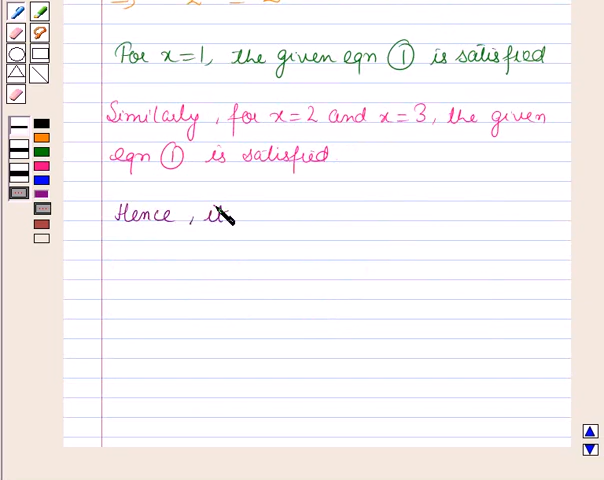 For x=1, the given eqn ① is satisfied
Similarly, for x=2 and x=3, the given
eqn ① is satisfied
Hence, it